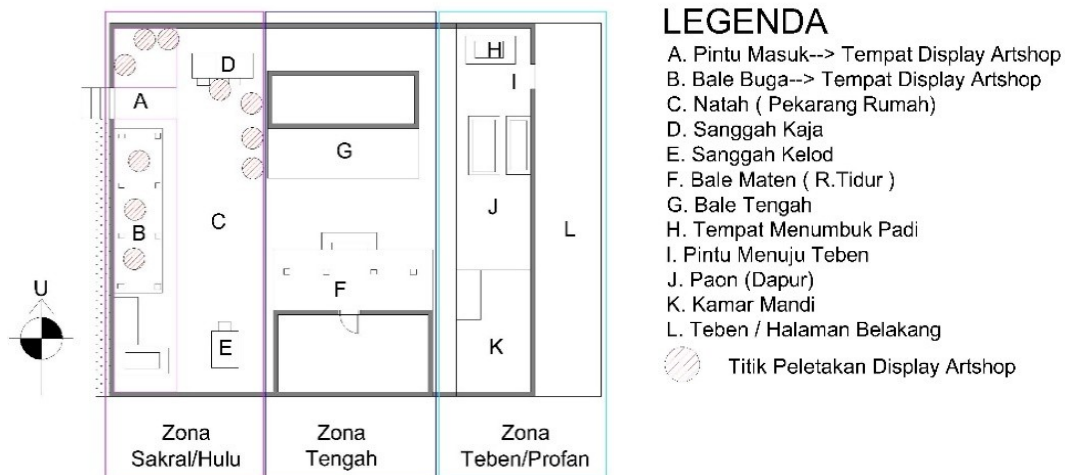 H
D
I
A
G
C
J
B
L
U
F
E
K
Zona
Sakral/Hulu
Zona
Tengah
Zona
Teben/Profan
LEGENDA
A. Pintu Masuk--> Tempat Display Artshop
B. Bale Buga--> Tempat Display Artshop
C. Natah ( Pekarang Rumah)
D. Sanggah Kaja
E. Sanggah Kelod
F. Bale Maten ( R.Tidur )
G. Bale Tengah
H. Tempat Menumbuk Padi
I. Pintu Menuju Teben
J. Paon (Dapur)
K. Kamar Mandi
L. Teben / Halaman Belakang
Titik Peletakan Display Artshop